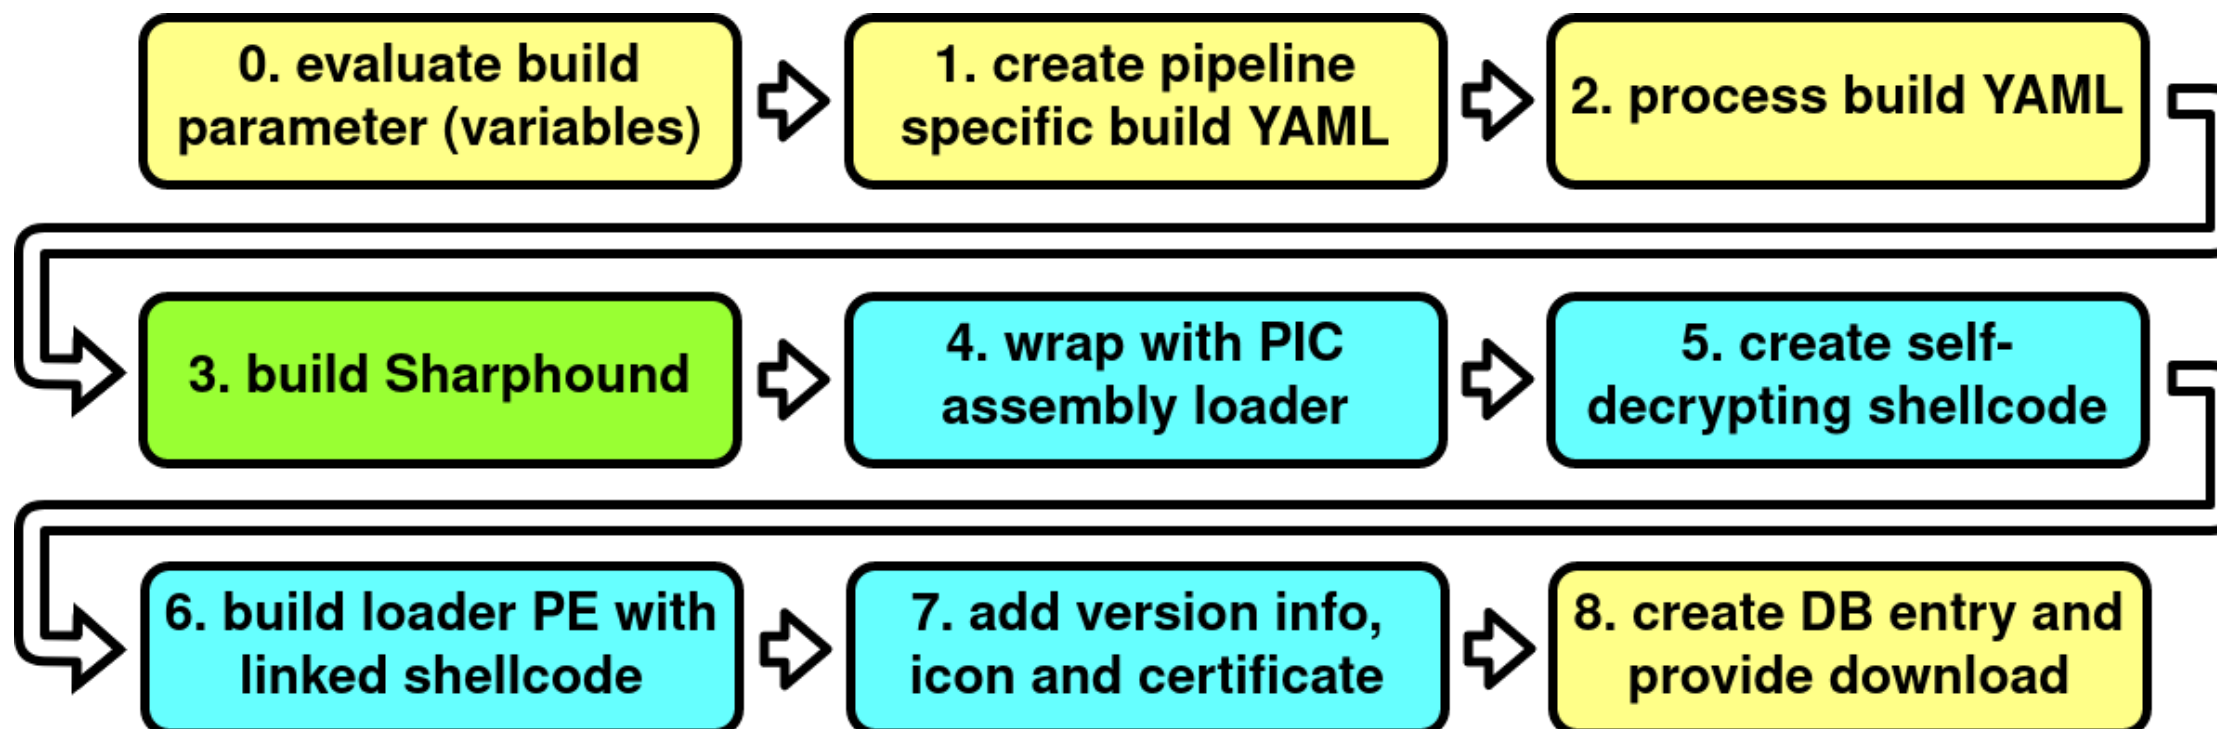 0. evaluate build
parameter (variables)
1. create pipeline
specific build YAML
2. process build YAML
3. build Sharphound
4. wrap with PIC
assembly loader
5. create self-
decrypting shellcode
6. build loader PE with
linked shellcode
7. add version info,
icon and certificate
8. create DB entry and
provide download